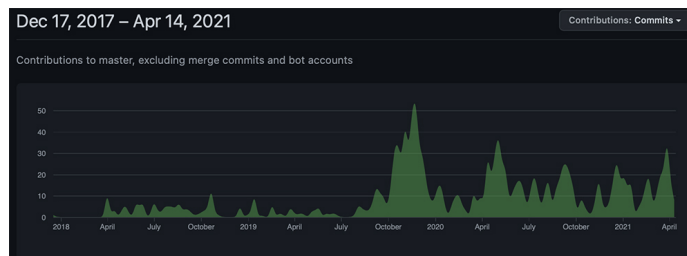 Dec 17, 2017 – Apr 14, 2021
Contributions: Commits
Contributions to master, excluding merge commits and bot accounts
50
40
30
20
10
0
2018 April July October 2019 April July October 2020 April July October 2021 April